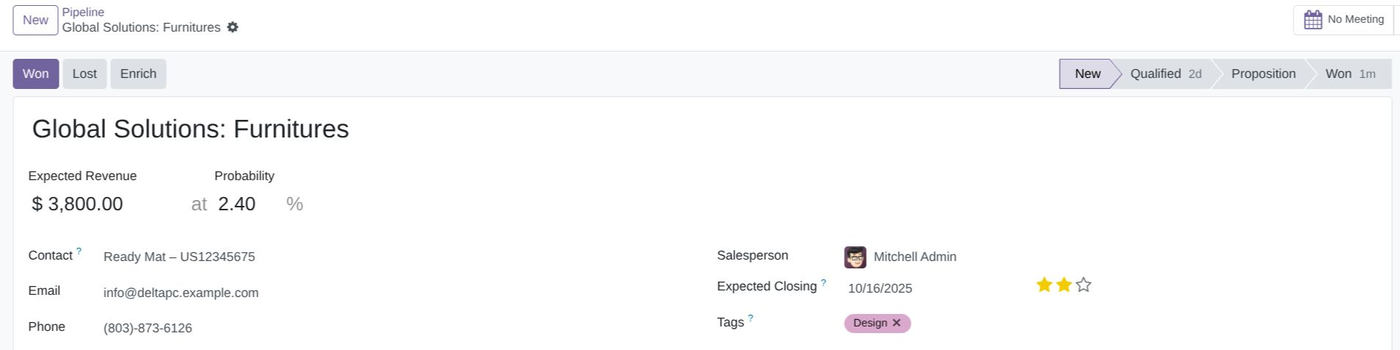 New
Pipeline
Global Solutions: Furnitures
No Meeting
Won Lost Enrich
New Qualified 2d Proposition Won 1m
Global Solutions: Furnitures
Expected Revenue Probability
$ 3,800.00 at 2.40 %
Contact ? Ready Mat – US12345675
Email info@deltapc.example.com
Phone (803)-873-6126
Salesperson Mitchell Admin
Expected Closing ? 10/16/2025
Tags ? Design ✕